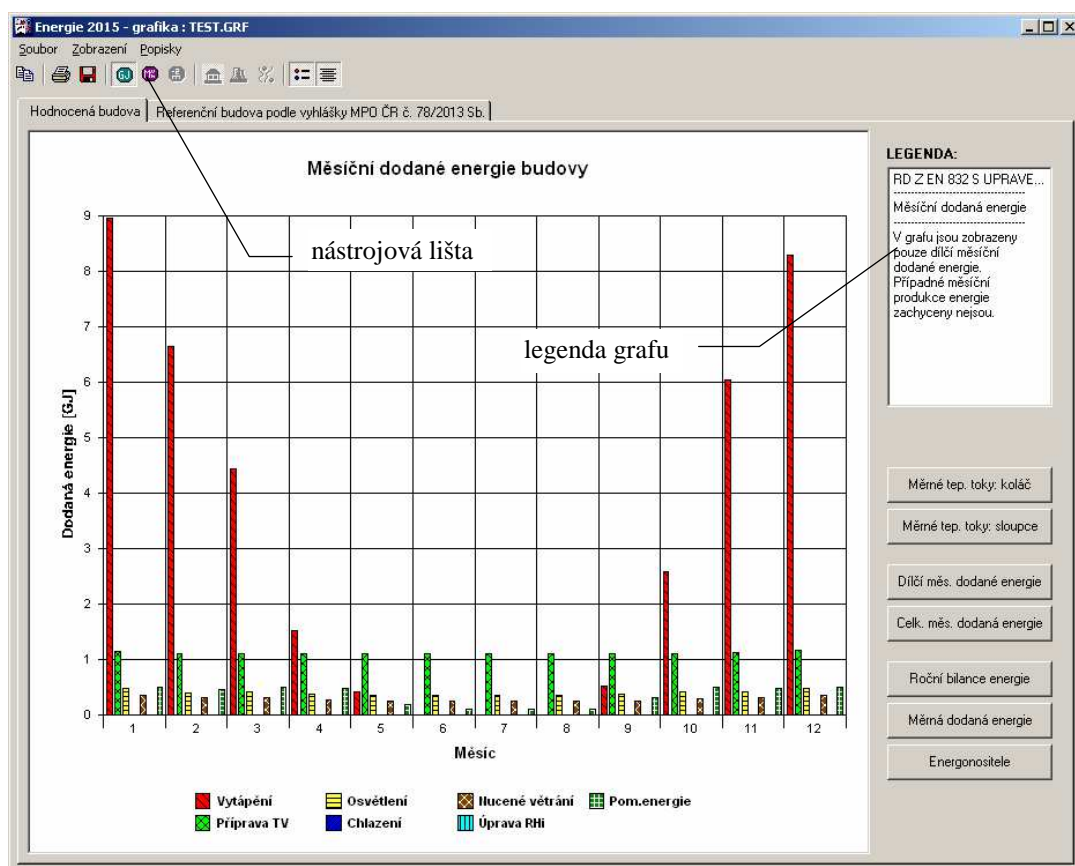 Energie 2015 - grafika : TEST.GRF
Soubor Zobrazení Popisky
GJ
Hodnocená budova
Referenční budova podle vyhlášky MPO ČR č. 78/2013 Sb.
Měsíční dodané energie budovy
Dodaná energie [GJ]
9
8
7
6
5
4
3
2
1
0
nástrojová lišta
legenda grafu
1 2 3 4 5 6 7 8 9 10 11 12
Měsíc
Vytápění Osvětlení Nucené větrání Pom.energie
Příprava TV Chlazení Úprava RHi
LEGENDA:
RD Z EN 832 S UPRAVE...
Měsíční dodaná energie
V grafu jsou zobrazeny
pouze dílčí měsíční
dodané energie.
Případné měsíční
produkce energie
zachyceny nejsou.
Měrné tep. toky: koláč
Měrné tep. toky: sloupce
Dílčí měs. dodané energie
Celk. měs. dodaná energie
Roční bilance energie
Měrná dodaná energie
Energonositele